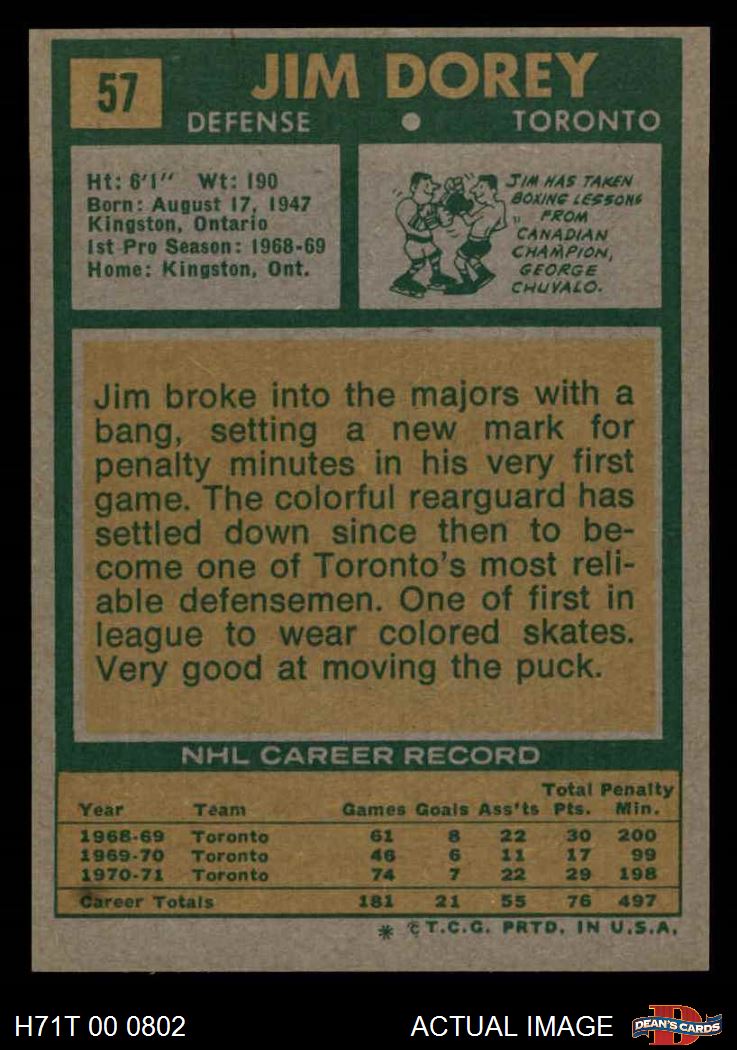 57
JIM DOREY
DEFENSE • TORONTO
Ht: 6'1" Wt: 190
Born: August 17, 1947
Kingston, Ontario
1st Pro Season: 1968-69
Home: Kingston, Ont.
JIM HAS TAKEN
BOXING LESSONS
FROM
CANADIAN
CHAMPION,
GEORGE
CHUVALO.
Jim broke into the majors with a
bang, setting a new mark for
penalty minutes in his very first
game. The colorful rearguard has
settled down since then to be-
come one of Toronto's most reli-
able defensemen. One of first in
league to wear colored skates.
Very good at moving the puck.
NHL CAREER RECORD
Total Penalty
Year Team Games Goals Ass'ts Pts. Min.
1968-69 Toronto 61 8 22 30 200
1969-70 Toronto 46 6 11 17 99
1970-71 Toronto 74 7 22 29 198
Career Totals 181 21 55 76 497
* © T.C.G. PRTD. IN U.S.A.
H71T 00 0802 ACTUAL IMAGE
DEAN'S CARDS